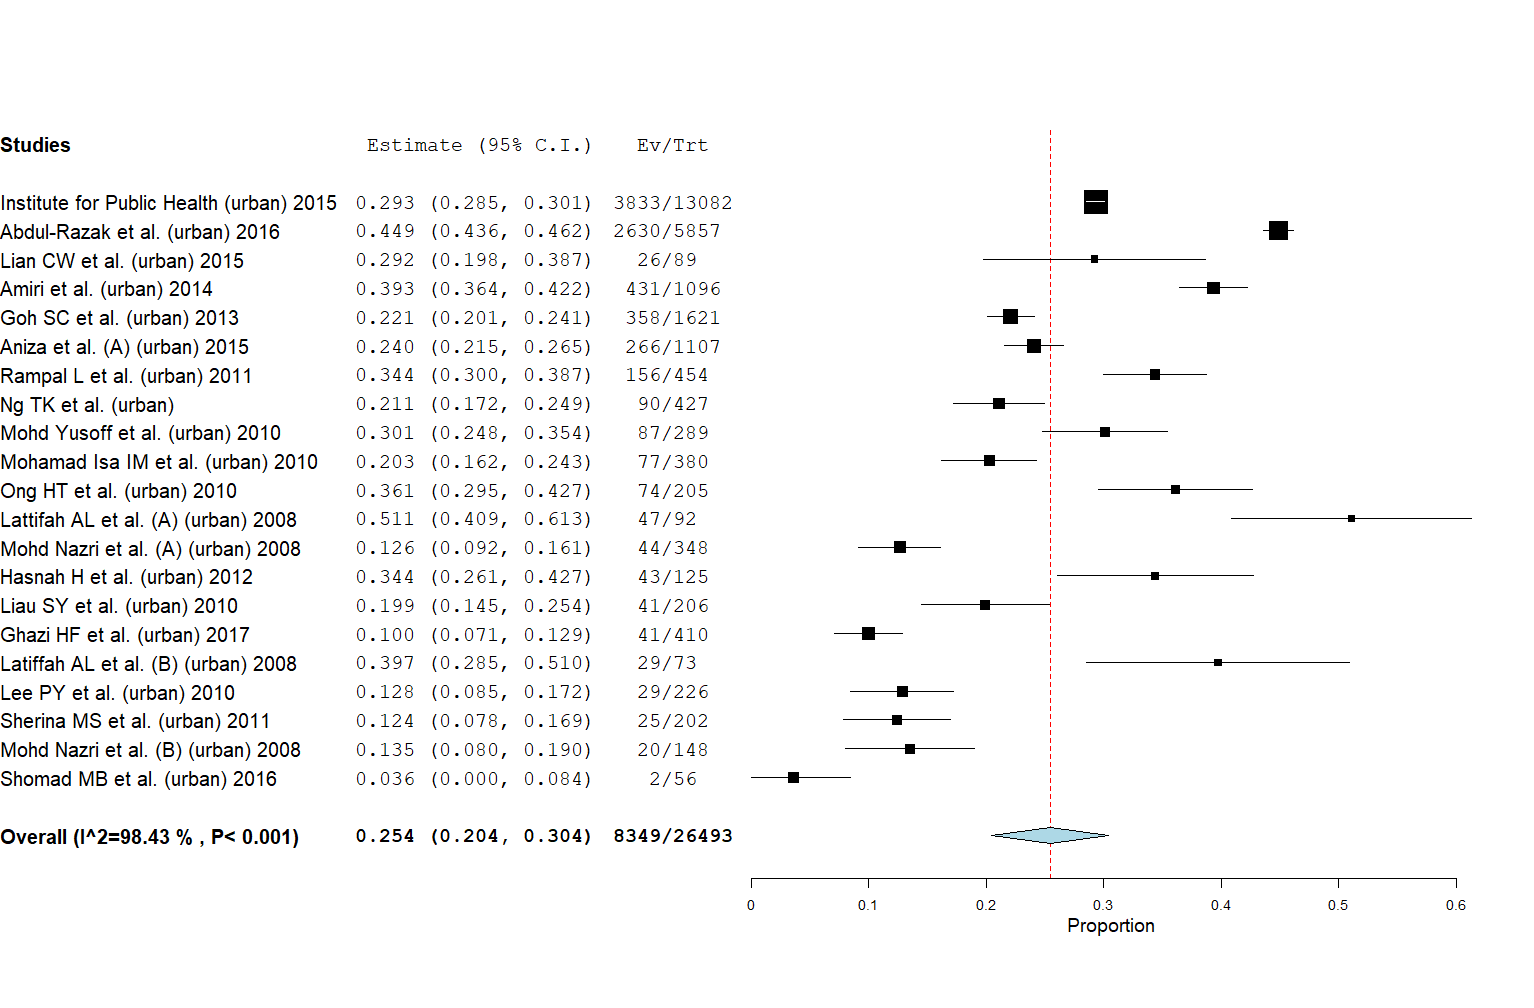 Studies Estimate (95% C.I.) Ev/Trt
Institute for Public Health (urban) 2015 0.293 (0.285, 0.301) 3833/13082
Abdul-Razak et al. (urban) 2016 0.449 (0.436, 0.462) 2630/5857
Lian CW et al. (urban) 2015 0.292 (0.198, 0.387) 26/89
Amiri et al. (urban) 2014 0.393 (0.364, 0.422) 431/1096
Goh SC et al. (urban) 2013 0.221 (0.201, 0.241) 358/1621
Aniza et al. (A) (urban) 2015 0.240 (0.215, 0.265) 266/1107
Rampal L et al. (urban) 2011 0.344 (0.300, 0.387) 156/454
Ng TK et al. (urban) 0.211 (0.172, 0.249) 90/427
Mohd Yusoff et al. (urban) 2010 0.301 (0.248, 0.354) 87/289
Mohamad Isa IM et al. (urban) 2010 0.203 (0.162, 0.243) 77/380
Ong HT et al. (urban) 2010 0.361 (0.295, 0.427) 74/205
Lattifah AL et al. (A) (urban) 2008 0.511 (0.409, 0.613) 47/92
Mohd Nazri et al. (A) (urban) 2008 0.126 (0.092, 0.161) 44/348
Hasnah H et al. (urban) 2012 0.344 (0.261, 0.427) 43/125
Liau SY et al. (urban) 2010 0.199 (0.145, 0.254) 41/206
Ghazi HF et al. (urban) 2017 0.100 (0.071, 0.129) 41/410
Latiffah AL et al. (B) (urban) 2008 0.397 (0.285, 0.510) 29/73
Lee PY et al. (urban) 2010 0.128 (0.085, 0.172) 29/226
Sherina MS et al. (urban) 2011 0.124 (0.078, 0.169) 25/202
Mohd Nazri et al. (B) (urban) 2008 0.135 (0.080, 0.190) 20/148
Shomad MB et al. (urban) 2016 0.036 (0.000, 0.084) 2/56
Overall (I^2=98.43 % , P< 0.001) 0.254 (0.204, 0.304) 8349/26493
0 0.1 0.2 0.3 0.4 0.5 0.6
Proportion